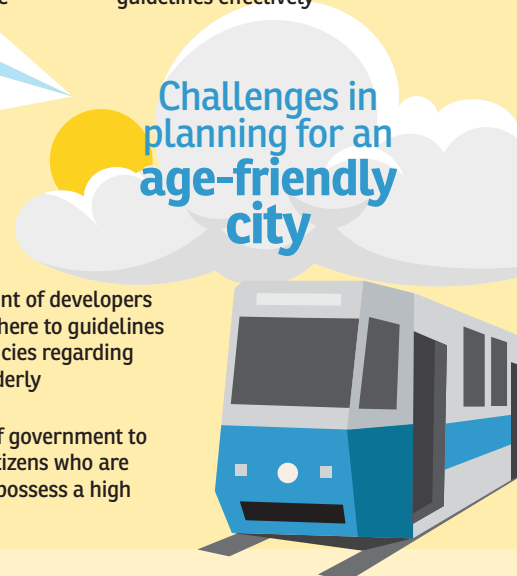 guidelines effectively
Challenges in
planning for an
age-friendly
city
nt of developers
here to guidelines
cies regarding
derly
f government to
tizens who are
possess a high